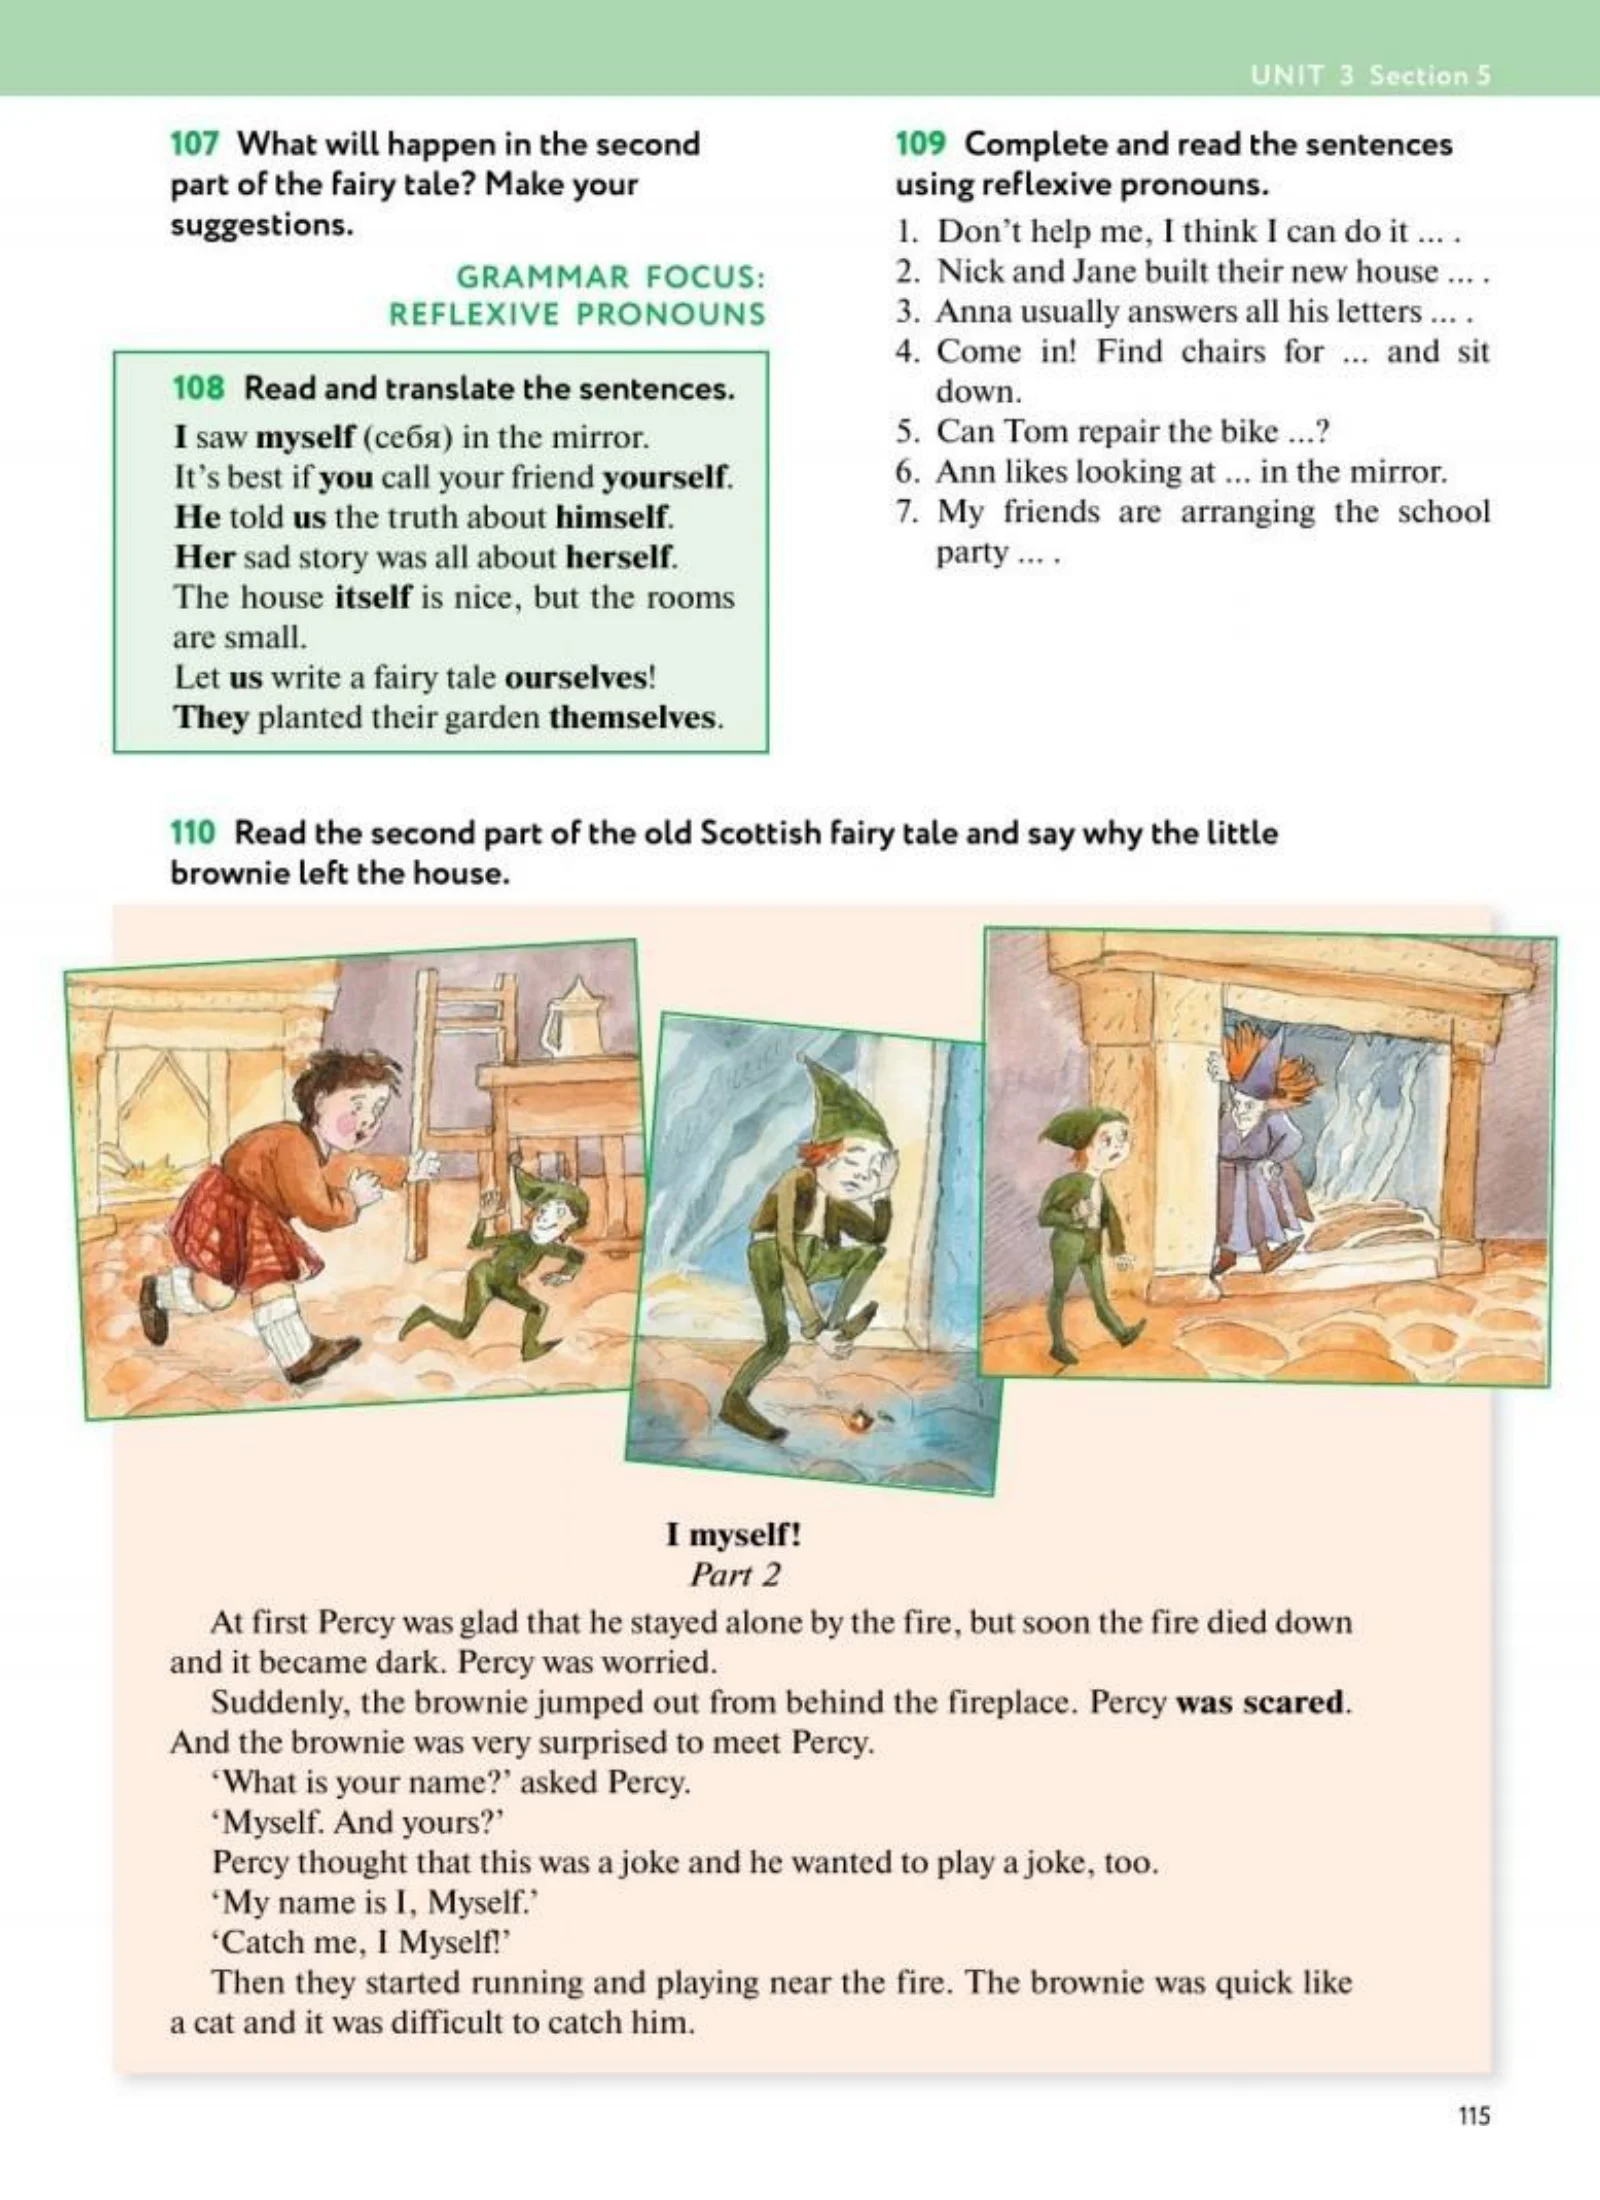 UNIT 3 Section 5
107 What will happen in the second
part of the fairy tale? Make your
suggestions.
GRAMMAR FOCUS:
REFLEXIVE PRONOUNS
108 Read and translate the sentences.
I saw myself (себя) in the mirror.
It's best if you call your friend yourself.
He told us the truth about himself.
Her sad story was all about herself.
The house itself is nice, but the rooms
are small.
Let us write a fairy tale ourselves!
They planted their garden themselves.
109 Complete and read the sentences
using reflexive pronouns.
1. Don't help me, I think I can do it ... .
2. Nick and Jane built their new house ... .
3. Anna usually answers all his letters ... .
4. Come in! Find chairs for ... and sit
down.
5. Can Tom repair the bike ...?
6. Ann likes looking at ... in the mirror.
7. My friends are arranging the school
party ... .
110 Read the second part of the old Scottish fairy tale and say why the little
brownie left the house.
I myself!
Part 2
At first Percy was glad that he stayed alone by the fire, but soon the fire died down
and it became dark. Percy was worried.
Suddenly, the brownie jumped out from behind the fireplace. Percy was scared.
And the brownie was very surprised to meet Percy.
‘What is your name?’ asked Percy.
‘Myself. And yours?’
Percy thought that this was a joke and he wanted to play a joke, too.
‘My name is I, Myself.’
‘Catch me, I Myself!’
Then they started running and playing near the fire. The brownie was quick like
a cat and it was difficult to catch him.
115